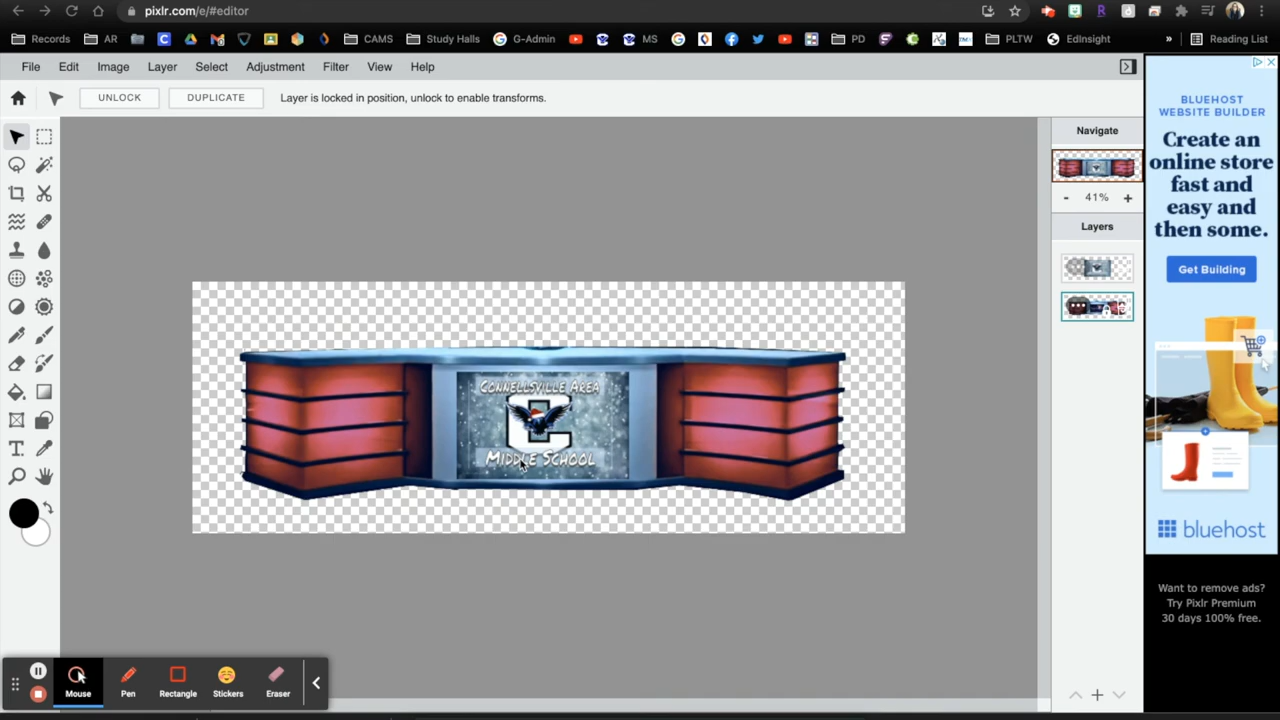 pixlr.com/e/#editor
Records
AR
CAMS
Study Halls
G-Admin
MS
PD
PLTW
EdInsight
»
Reading List
File Edit Image Layer Select Adjustment Filter View Help
UNLOCK
DUPLICATE
Layer is locked in position, unlock to enable transforms.
Navigate
- 41% +
Layers
CONNELLSVILLE AREA
C
MIDDLE SCHOOL
BLUEHOST
WEBSITE BUILDER
Create an
online store
fast and
easy and
then some.
Get Building
bluehost
Want to remove ads?
Try Pixlr Premium
30 days 100% free.
Mouse
Pen
Rectangle
Stickers
Eraser